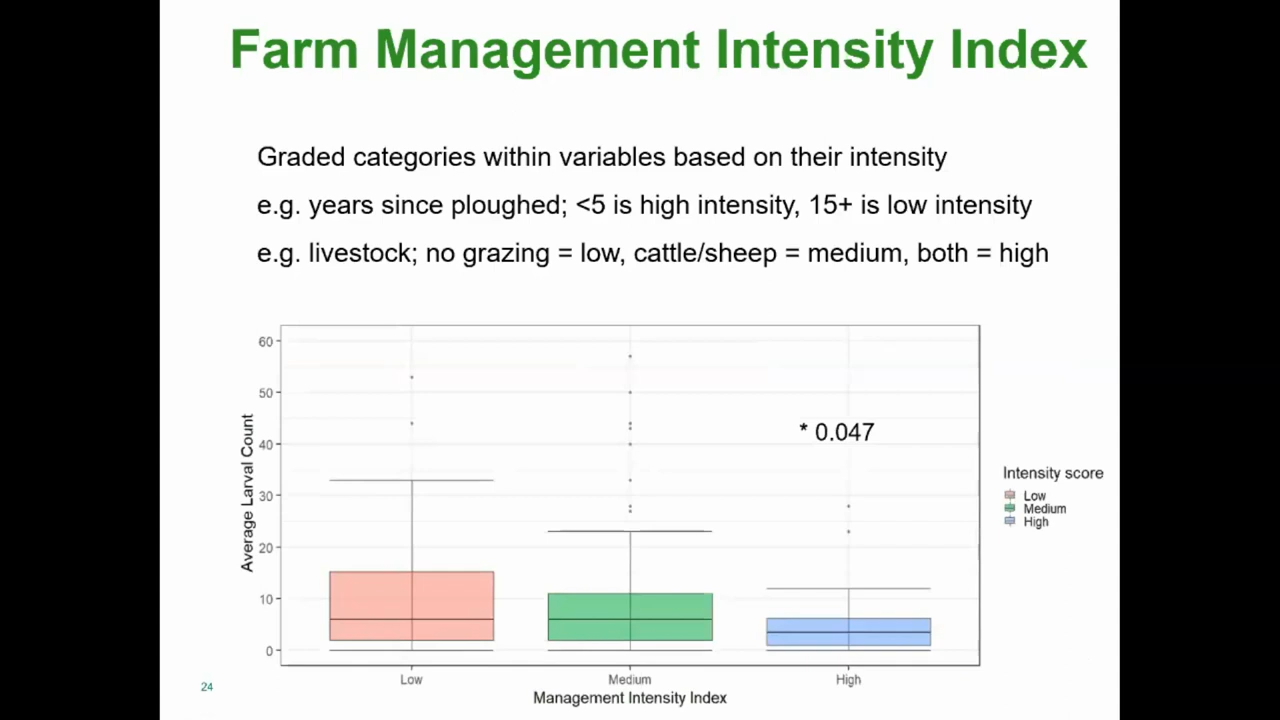 Farm Management Intensity Index
Graded categories within variables based on their intensity
e.g. years since ploughed; <5 is high intensity, 15+ is low intensity
e.g. livestock; no grazing = low, cattle/sheep = medium, both = high
Average Larval Count
60
50
40
30
20
10
0
* 0.047
Low
Medium
High
Management Intensity Index
Intensity score
Low
Medium
High
24